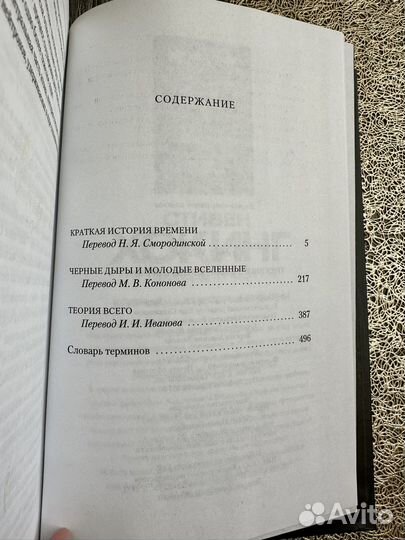 СОДЕРЖАНИЕ
КРАТКАЯ ИСТОРИЯ ВРЕМЕНИ
Перевод Н. Я. Смородинской . . . . . . . . . . . . . . 5
ЧЕРНЫЕ ДЫРЫ И МОЛОДЫЕ ВСЕЛЕННЫЕ
Перевод М. В. Кононова . . . . . . . . . . . . . . . . . . 217
ТЕОРИЯ ВСЕГО
Перевод И. И. Иванова . . . . . . . . . . . . . . . . . . . 387
Словарь терминов . . . . . . . . . . . . . . . . . . . . . . . 496
Avito